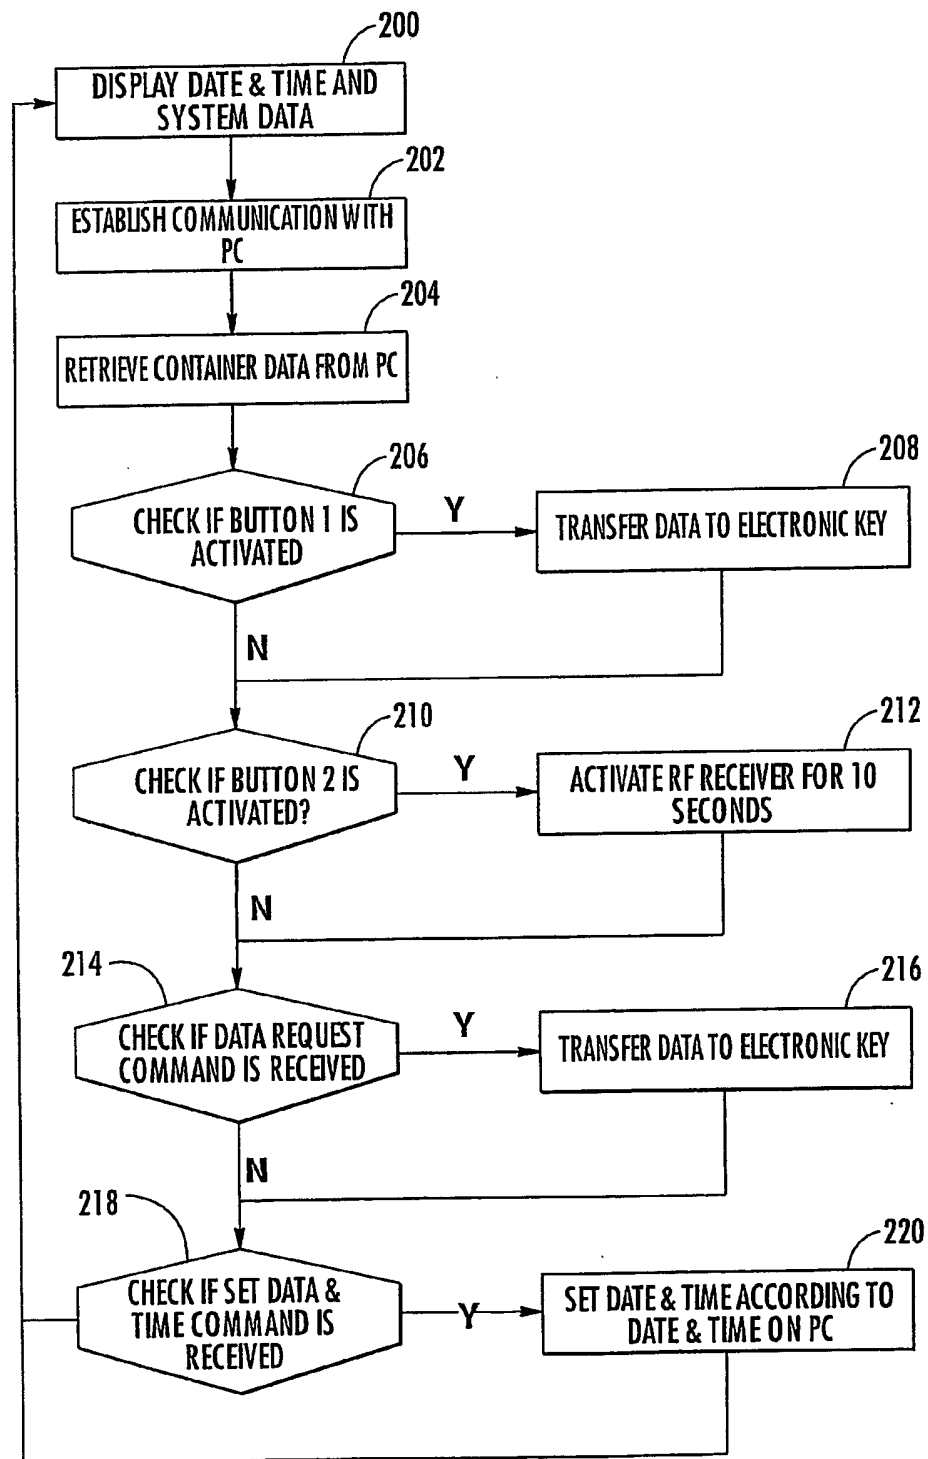 200
DISPLAY DATE & TIME AND
SYSTEM DATA
202
ESTABLISH COMMUNICATION WITH
PC
204
RETRIEVE CONTAINER DATA FROM PC
206
CHECK IF BUTTON 1 IS
ACTIVATED
Y
208
TRANSFER DATA TO ELECTRONIC KEY
N
210
CHECK IF BUTTON 2 IS
ACTIVATED?
Y
212
ACTIVATE RF RECEIVER FOR 10
SECONDS
N
214
CHECK IF DATA REQUEST
COMMAND IS RECEIVED
Y
216
TRANSFER DATA TO ELECTRONIC KEY
N
218
CHECK IF SET DATA &
TIME COMMAND IS
RECEIVED
Y
220
SET DATE & TIME ACCORDING TO
DATE & TIME ON PC